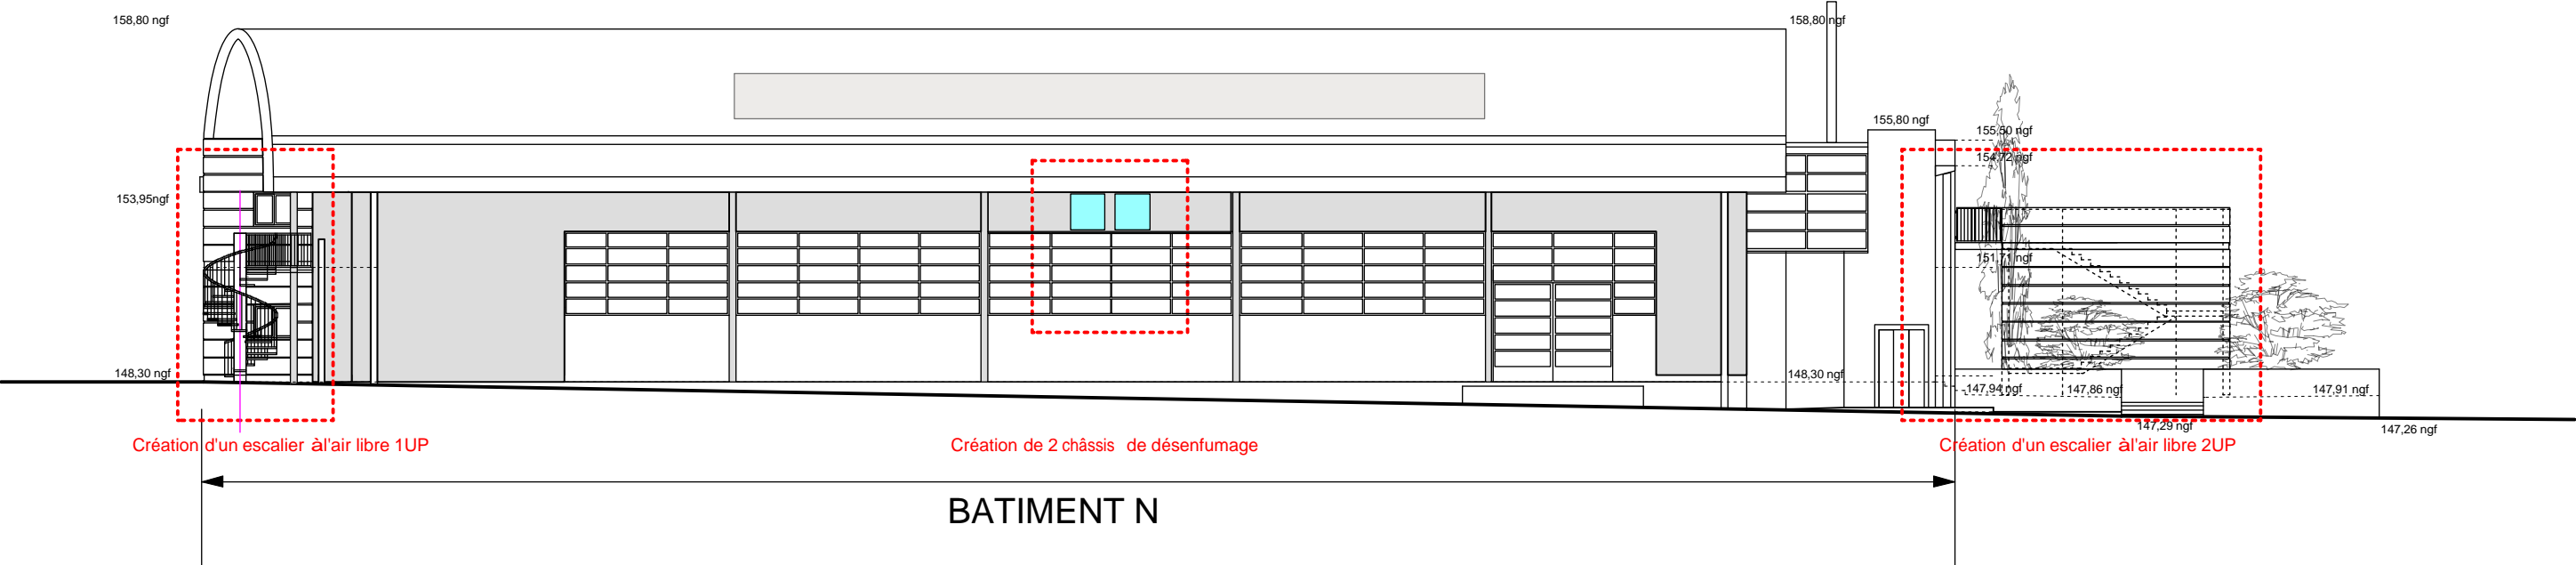 158,80 ngf
158,80 ngf
155,80 ngf
155,50 ngf
154,72 ngf
153,95ngf
151,71 ngf
148,30 ngf
148,30 ngf
147,94 ngf
147,86 ngf
147,91 ngf
147,29 ngf
147,26 ngf
Création d'un escalier àl'air libre 1UP
Création de 2 châssis de désenfumage
Création d'un escalier àl'air libre 2UP
BATIMENT N